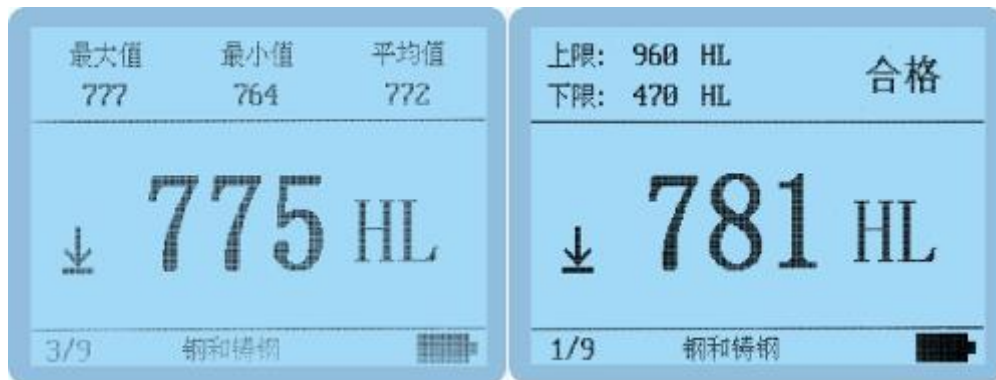 最大值 最小值 平均值
777 764 772
775 HL
3/9 钢和铸钢
上限: 960 HL
下限: 470 HL
合格
781 HL
1/9 钢和铸钢